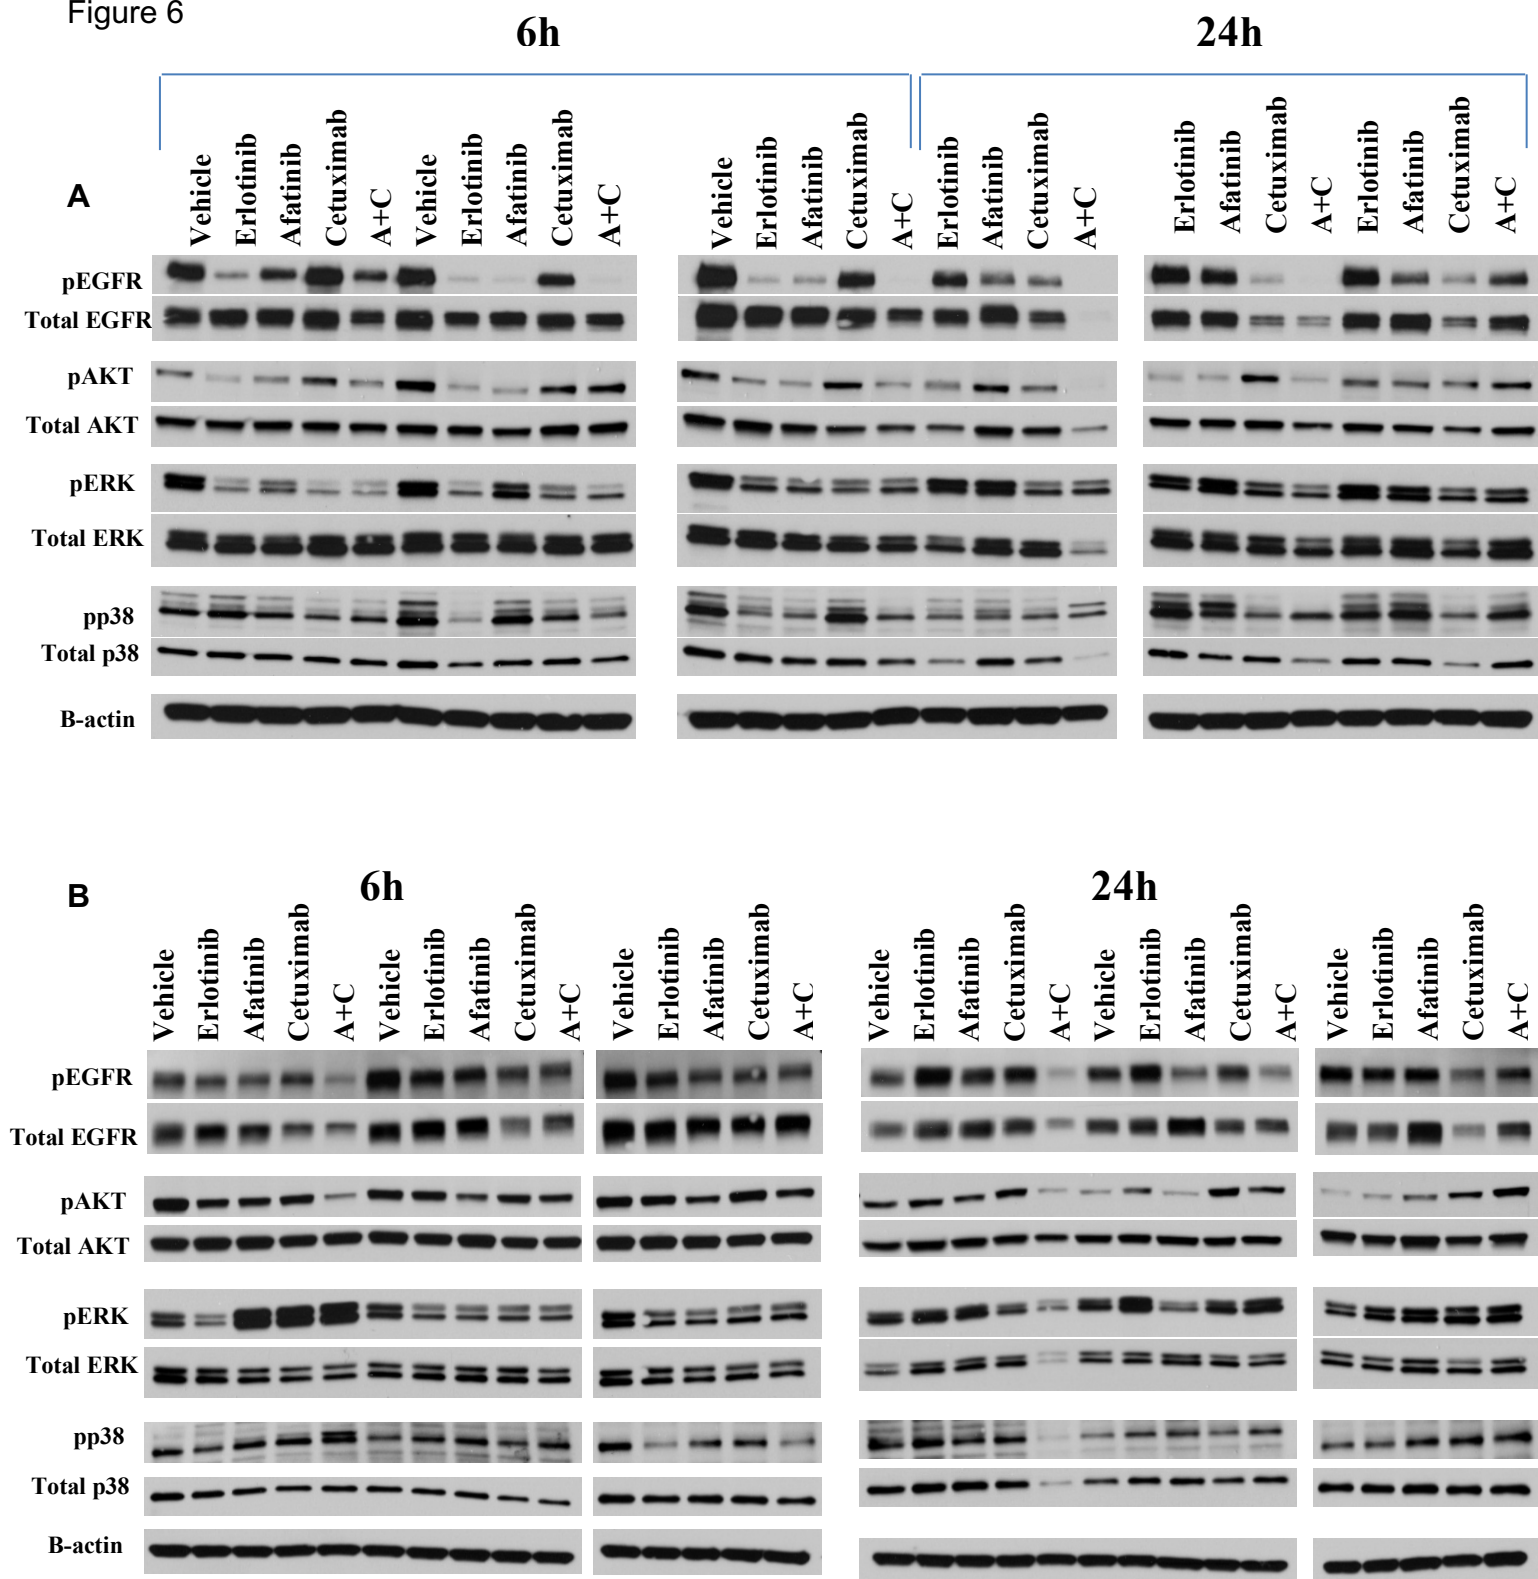 Figure 6
6h
24h
A
Vehicle
Erlotinib
Afatinib
Cetuximab
A+C
Vehicle
Erlotinib
Afatinib
Cetuximab
A+C
Vehicle
Erlotinib
Afatinib
Cetuximab
A+C
Erlotinib
Afatinib
Cetuximab
A+C
Erlotinib
Afatinib
Cetuximab
A+C
Erlotinib
Afatinib
Cetuximab
A+C
pEGFR
Total EGFR
pAKT
Total AKT
pERK
Total ERK
pp38
Total p38
B-actin
B
6h
24h
Vehicle
Erlotinib
Afatinib
Cetuximab
A+C
Vehicle
Erlotinib
Afatinib
Cetuximab
A+C
Vehicle
Erlotinib
Afatinib
Cetuximab
A+C
Vehicle
Erlotinib
Afatinib
Cetuximab
A+C
Vehicle
Erlotinib
Afatinib
Cetuximab
A+C
Vehicle
Erlotinib
Afatinib
Cetuximab
A+C
pEGFR
Total EGFR
pAKT
Total AKT
pERK
Total ERK
pp38
Total p38
B-actin